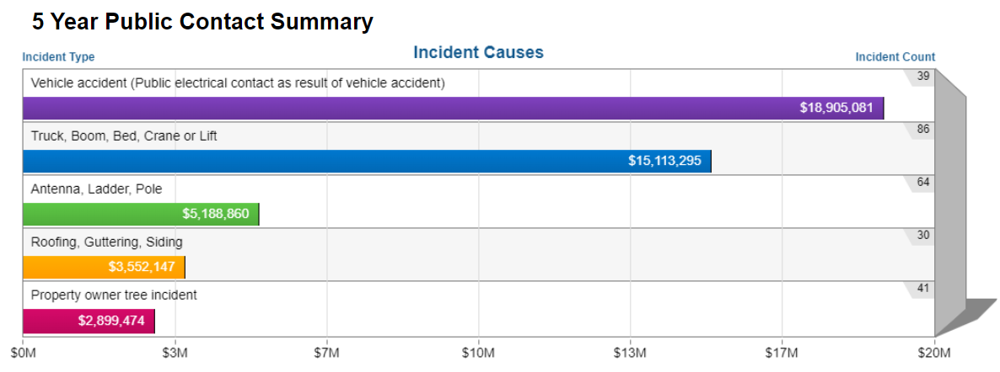 5 Year Public Contact Summary
Incident Causes
Incident Type
Incident Count
Vehicle accident (Public electrical contact as result of vehicle accident)
39
$18,905,081
Truck, Boom, Bed, Crane or Lift
86
$15,113,295
Antenna, Ladder, Pole
64
$5,188,860
Roofing, Guttering, Siding
30
$3,552,147
Property owner tree incident
41
$2,899,474
$0M $3M $7M $10M $13M $17M $20M